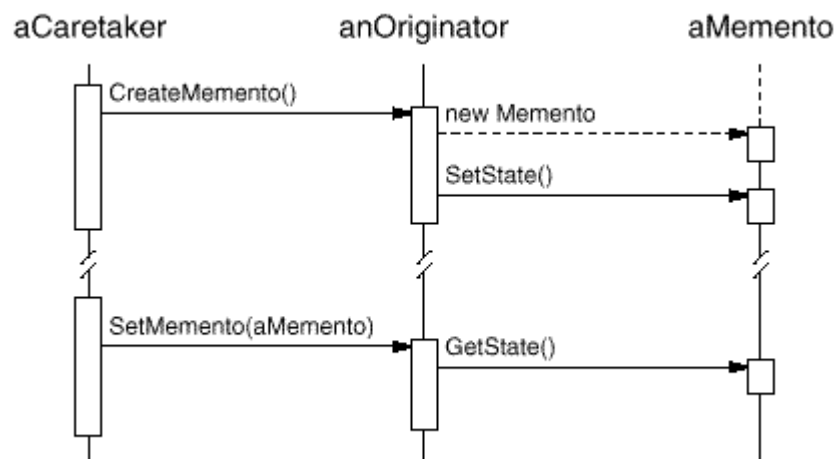 aCaretaker anOriginator aMemento
CreateMemento()
new Memento
SetState()
SetMemento(aMemento)
GetState()